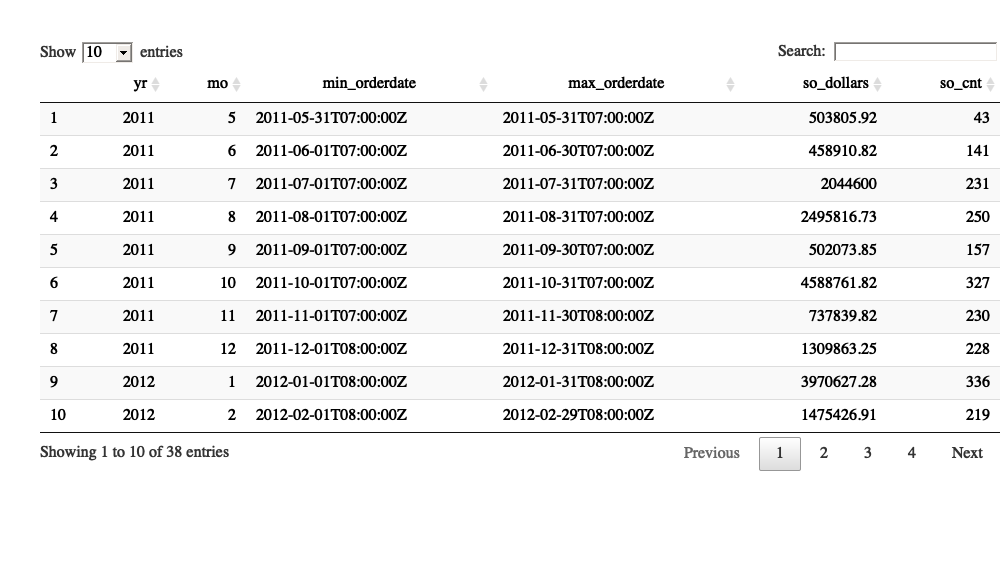 Show 10 entries Search:
yr mo min_orderdate max_orderdate so_dollars so_cnt
1 2011 5 2011-05-31T07:00:00Z 2011-05-31T07:00:00Z 503805.92 43
2 2011 6 2011-06-01T07:00:00Z 2011-06-30T07:00:00Z 458910.82 141
3 2011 7 2011-07-01T07:00:00Z 2011-07-31T07:00:00Z 2044600 231
4 2011 8 2011-08-01T07:00:00Z 2011-08-31T07:00:00Z 2495816.73 250
5 2011 9 2011-09-01T07:00:00Z 2011-09-30T07:00:00Z 502073.85 157
6 2011 10 2011-10-01T07:00:00Z 2011-10-31T07:00:00Z 4588761.82 327
7 2011 11 2011-11-01T07:00:00Z 2011-11-30T08:00:00Z 737839.82 230
8 2011 12 2011-12-01T08:00:00Z 2011-12-31T08:00:00Z 1309863.25 228
9 2012 1 2012-01-01T08:00:00Z 2012-01-31T08:00:00Z 3970627.28 336
10 2012 2 2012-02-01T08:00:00Z 2012-02-29T08:00:00Z 1475426.91 219
Showing 1 to 10 of 38 entries Previous 1 2 3 4 Next